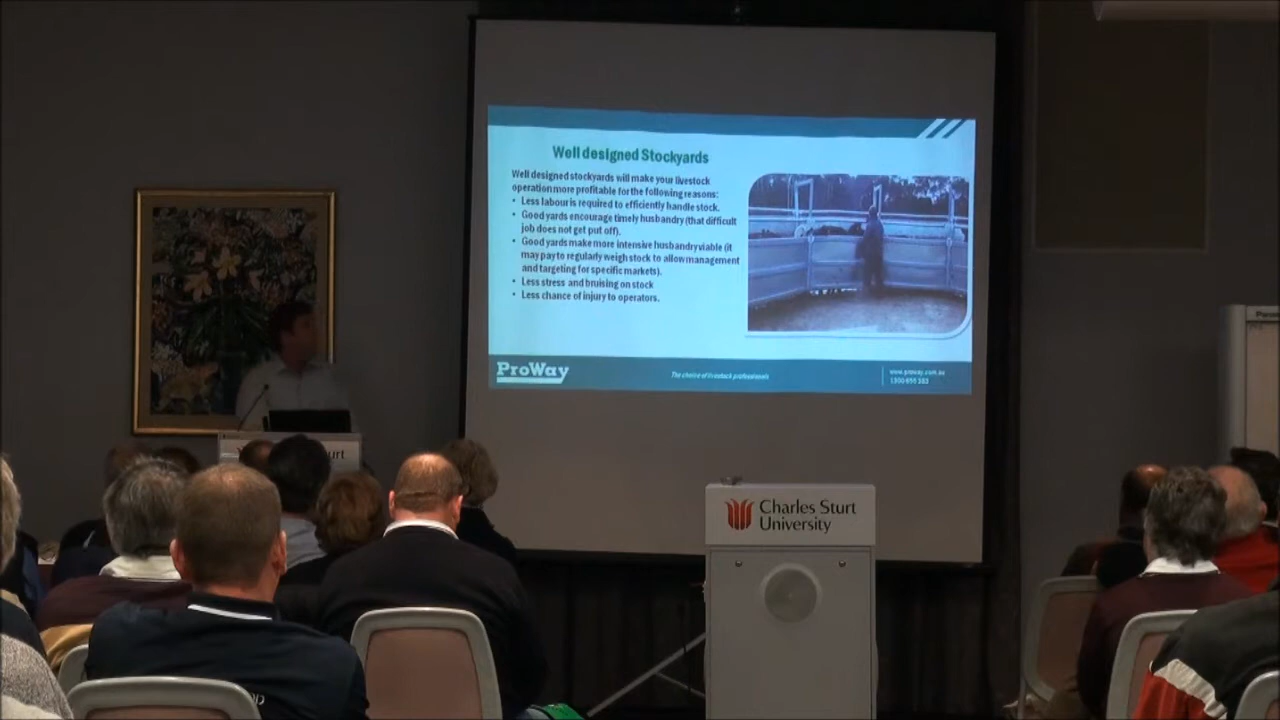 Well designed Stockyards
Well designed stockyards will make your livestock
operation more profitable for the following reasons:
• Less labour is required to efficiently handle stock.
• Good yards encourage timely husbandry (that difficult
job does not get put off).
• Good yards make more intensive husbandry viable (it
may pay to regularly weigh stock to allow management
and targeting for specific markets).
• Less stress and bruising on stock
• Less chance of injury to operators.
ProWay
The choice of livestock professionals
www.proway.com.au
urt
Charles Sturt
University